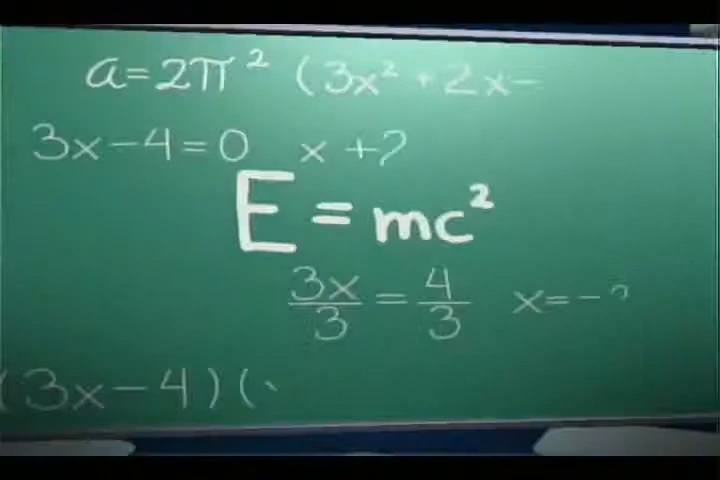 a=2π² (3x² + 2x-
3x-4=0 x +2
E = mc²
3x/3 = 4/3 x=-
(3x-4)(